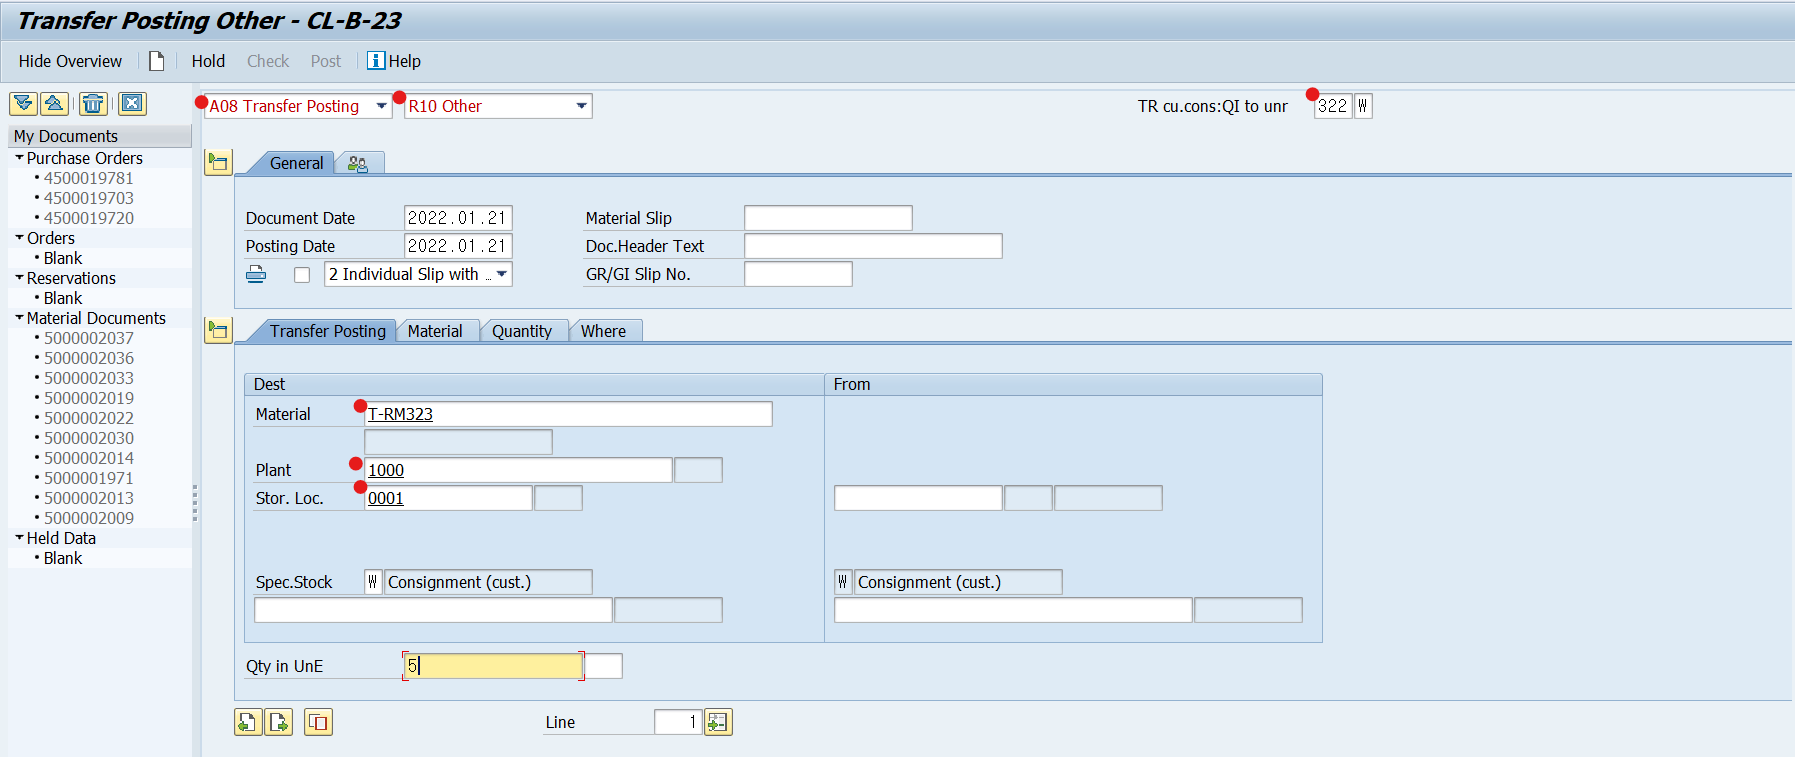 Transfer Posting Other - CL-B-23
Hide Overview Hold Check Post Help
A08 Transfer Posting R10 Other TR cu.cons:QI to unr 322 W
My Documents
Purchase Orders
4500019781
4500019703
4500019720
Orders
Blank
Reservations
Blank
Material Documents
5000002037
5000002036
5000002033
5000002019
5000002022
5000002030
5000002014
5000001971
5000002013
5000002009
Held Data
Blank
General
Document Date 2022.01.21 Material Slip
Posting Date 2022.01.21 Doc.Header Text
2 Individual Slip with ... GR/GI Slip No.
Transfer Posting Material Quantity Where
Dest From
Material T-RM323
Plant 1000
Stor. Loc. 0001
Spec.Stock W Consignment (cust.) W Consignment (cust.)
Qty in UnE 5
Line 1